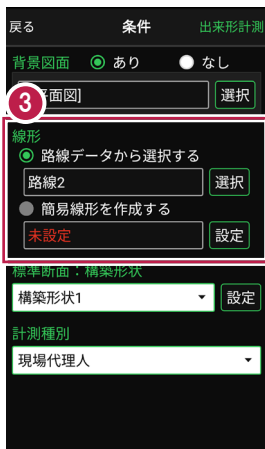 戻る 条件 出来形計測
背景図面 あり なし
面図] 選択
3
線形
路線データから選択する
路線2 選択
簡易線形を作成する
未設定 設定
標準断面：構築形状
構築形状1 設定
計測種別
現場代理人